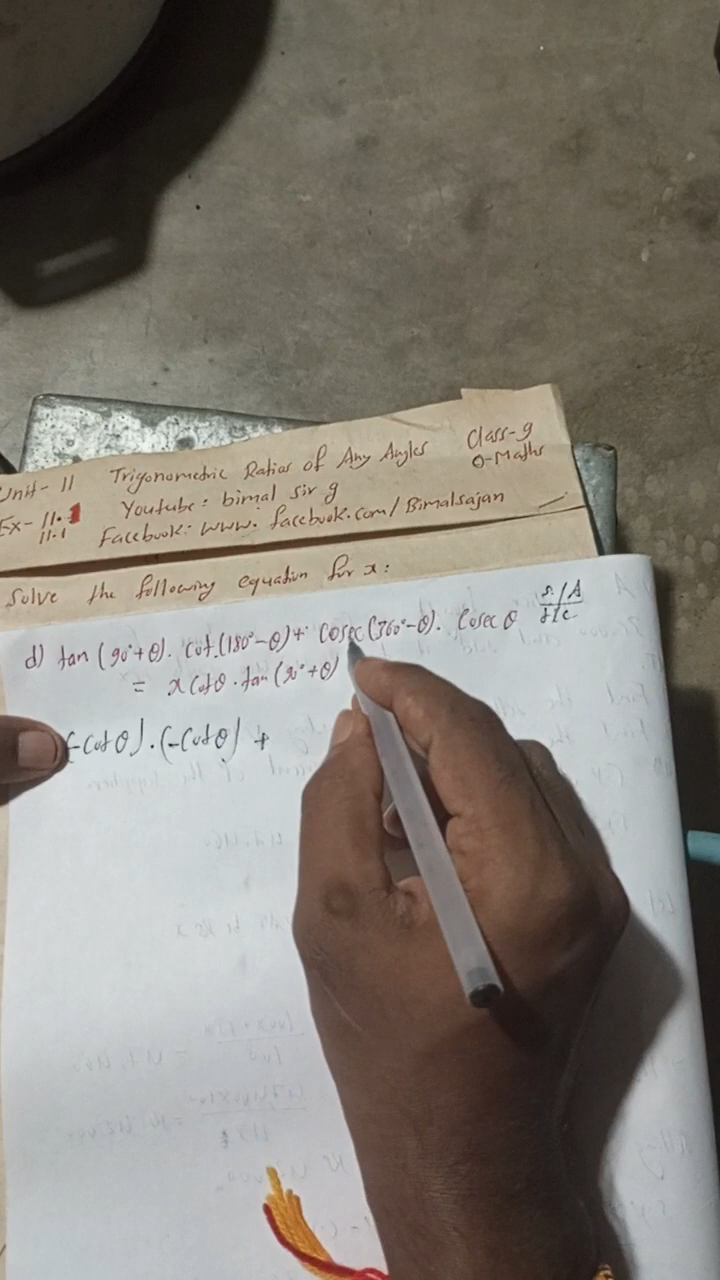 Unit- 11 Trigonometric Ratios of Any Angles Class-9
O-Maths
Ex- 11.1 Youtube: bimal sir g
11.1 Facebook: www.facebook.com/Bimalsajan
Solve the following equation for x:
d) tan (90°+θ). cot.(180°-θ)+ Cosec(360°-θ). Cosec θ
S/A
T/C
= x Cotθ . tan (90°+θ)
(-Cotθ).(-Cotθ) +